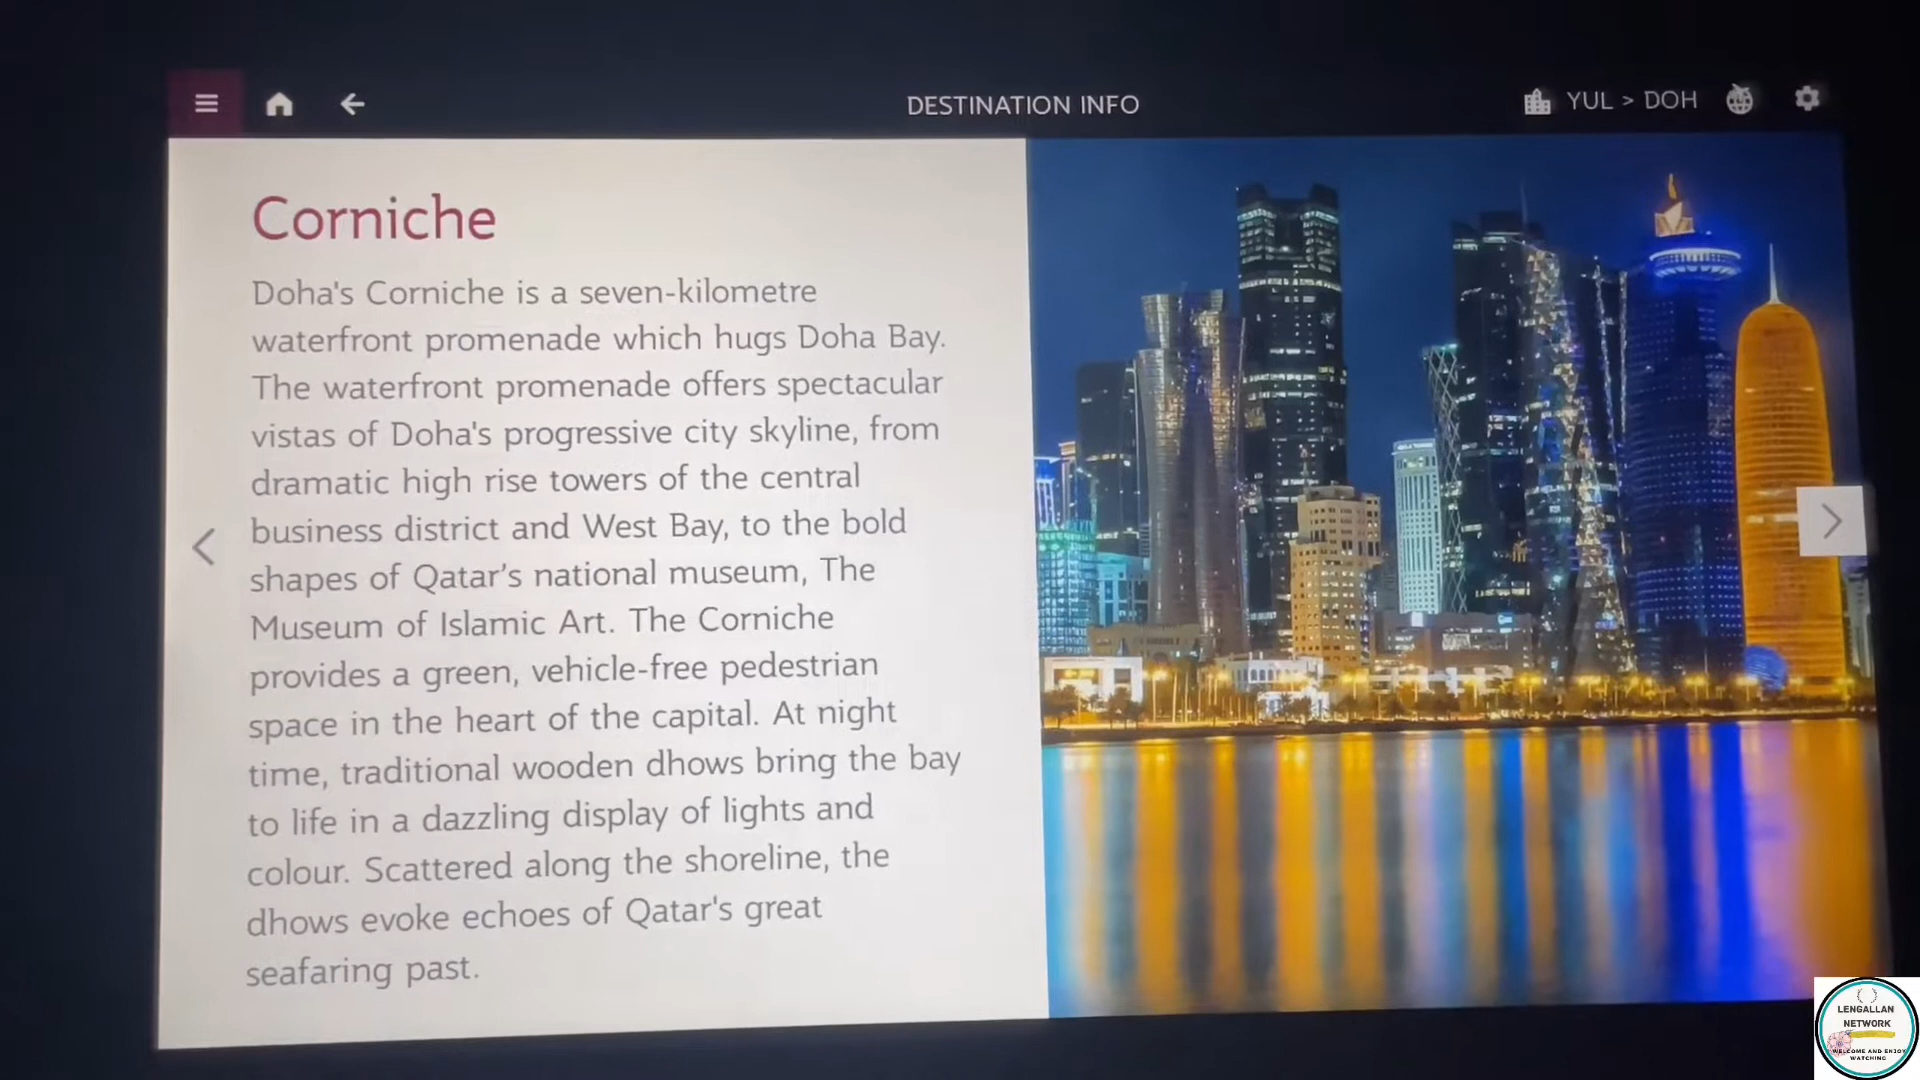 DESTINATION INFO
YUL > DOH
Corniche
Doha's Corniche is a seven-kilometre
waterfront promenade which hugs Doha Bay.
The waterfront promenade offers spectacular
vistas of Doha's progressive city skyline, from
dramatic high rise towers of the central
business district and West Bay, to the bold
shapes of Qatar’s national museum, The
Museum of Islamic Art. The Corniche
provides a green, vehicle-free pedestrian
space in the heart of the capital. At night
time, traditional wooden dhows bring the bay
to life in a dazzling display of lights and
colour. Scattered along the shoreline, the
dhows evoke echoes of Qatar's great
seafaring past.
LENGALLAN
NETWORK
WELCOME AND ENJOY
WATCHING